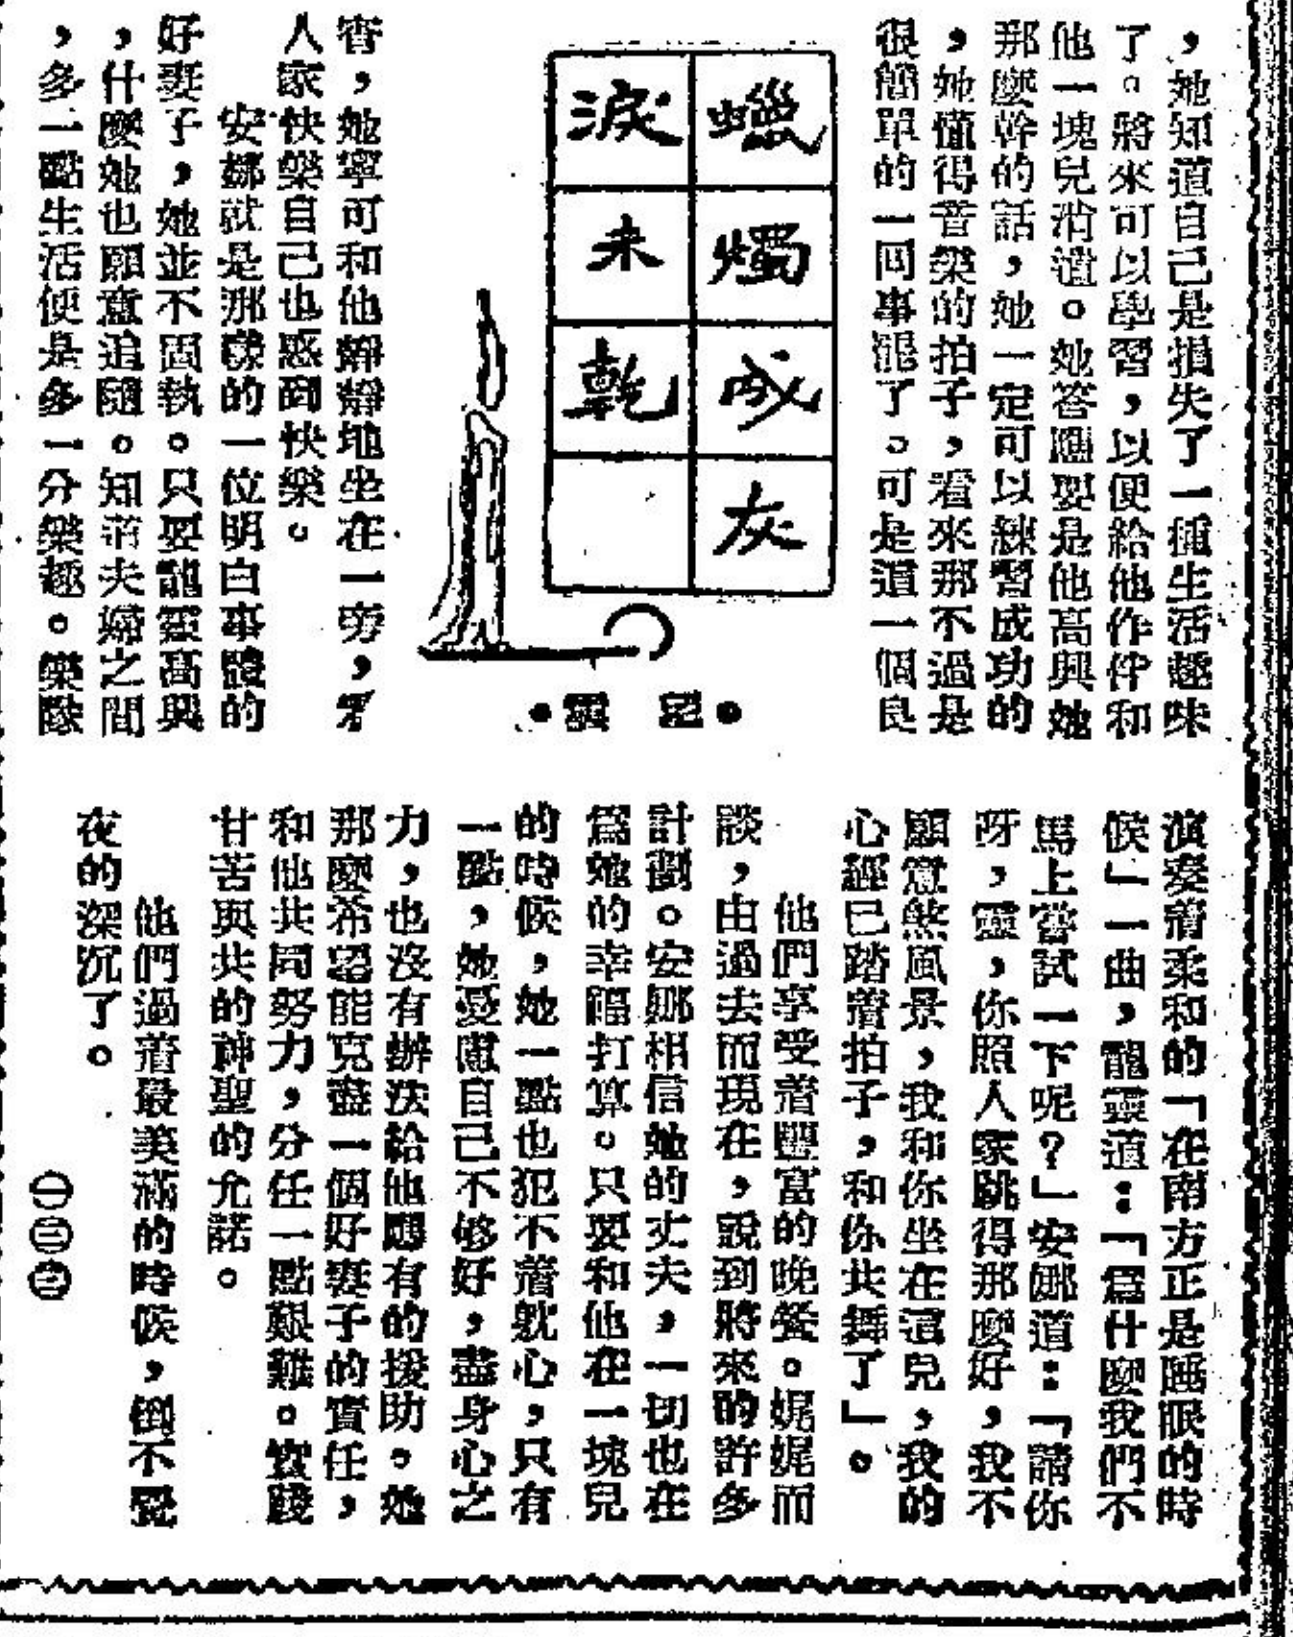 ，她知道自己是損失了一種生活趣味
了。將來可以學習，以便給他作伴和
他一塊兒消遣。她答應要是他高興她
那麼幹的話，她一定可以練習成功的
，她懂得音樂的拍子，看來那不過是
很簡單的一回事罷了。可是這一個良
蠟燭成灰
淚未乾
宵，她寧可和他靜靜地坐在一旁，看
人家快樂自己也感到快樂。
安娜就是那樣的一位明白事體的
好妻子，她並不固執。只要龍靈高興
，什麼她也願意追隨。知道夫婦之間
，多一點生活便是多一分樂趣。樂隊
演奏着柔和的「在南方正是睡眠的時
候」一曲，龍靈道：「爲什麼我們不
馬上嘗試一下呢？」安娜道：「請你
呀，靈，你照人家跳得那麼好，我不
願意煞風景，我和你坐在這兒，我的
心經已踏着拍子，和你共舞了」。
他們享受着豐富的晚餐。娓娓而
談，由過去而現在，說到將來的許多
計劃。安娜相信她的丈夫，一切也在
爲她的幸福打算。只要和他在一塊兒
的時候，她一點也犯不着躭心，只有
一點，她憂慮自己不够好，盡身心之
力，也沒有辦法給他應有的援助。她
那麼希望能克盡一個好妻子的責任，
和他共同努力，分任一點艱難。實踐
甘苦與共的神聖的允諾。
他們過着最美滿的時候，倒不覺
夜的深沉了。